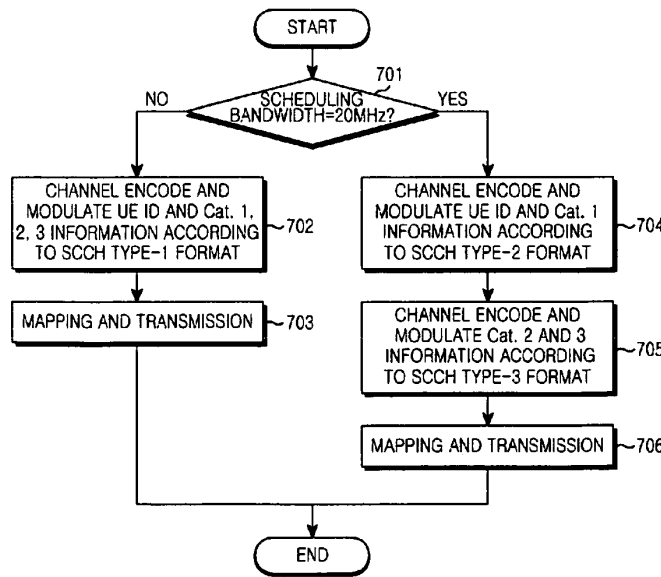 START
701
NO
SCHEDULING
BANDWIDTH=20MHz?
YES
CHANNEL ENCODE AND
MODULATE UE ID AND Cat. 1,
2, 3 INFORMATION ACCORDING
TO SCCH TYPE-1 FORMAT
702
MAPPING AND TRANSMISSION
703
CHANNEL ENCODE AND
MODULATE UE ID AND Cat. 1
INFORMATION ACCORDING
TO SCCH TYPE-2 FORMAT
704
CHANNEL ENCODE AND
MODULATE Cat. 2 AND 3
INFORMATION ACCORDING
TO SCCH TYPE-3 FORMAT
705
MAPPING AND TRANSMISSION
706
END